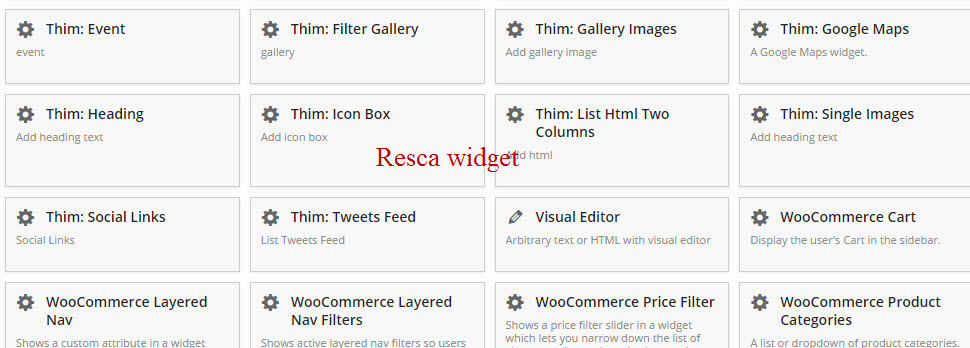 Thim: Event
event
Thim: Filter Gallery
gallery
Thim: Gallery Images
Add gallery image
Thim: Google Maps
A Google Maps widget.
Thim: Heading
Add heading text
Thim: Icon Box
Add icon box
Thim: List Html Two
Columns
Add html
Thim: Single Images
Add heading text
Resca widget
Thim: Social Links
Social Links
Thim: Tweets Feed
List Tweets Feed
Visual Editor
Arbitrary text or HTML with visual editor
WooCommerce Cart
Display the user's Cart in the sidebar.
WooCommerce Layered
Nav
Shows a custom attribute in a widget
WooCommerce Layered
Nav Filters
Shows active layered nav filters so users
WooCommerce Price Filter
Shows a price filter slider in a widget
which lets you narrow down the list of
WooCommerce Product
Categories
A list or dropdown of product categories.